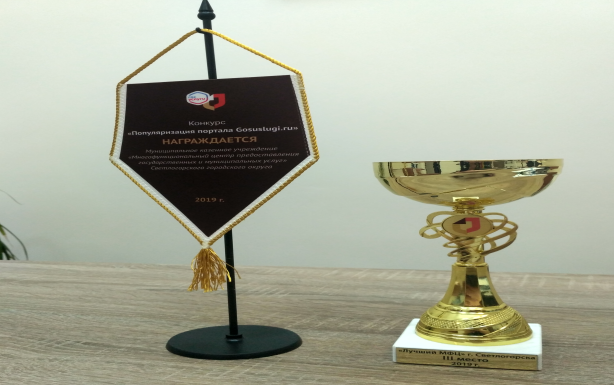 Конкурс
«Популяризация портала Gosuslugi.ru»
НАГРАЖДАЕТСЯ
Муниципальное казенное учреждение
«Многофункциональный центр предоставления
государственных и муниципальных услуг»
Светлогорского городского округа
2019 г.
«Лучший МФЦ» г. Светлогорска
III место
2019 г.